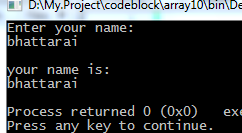 D:\My.Project\codeblock\array10\bin\De
Enter your name:
bhattarai
your name is:
bhattarai
Process returned 0 (0x0) exe
Press any key to continue.